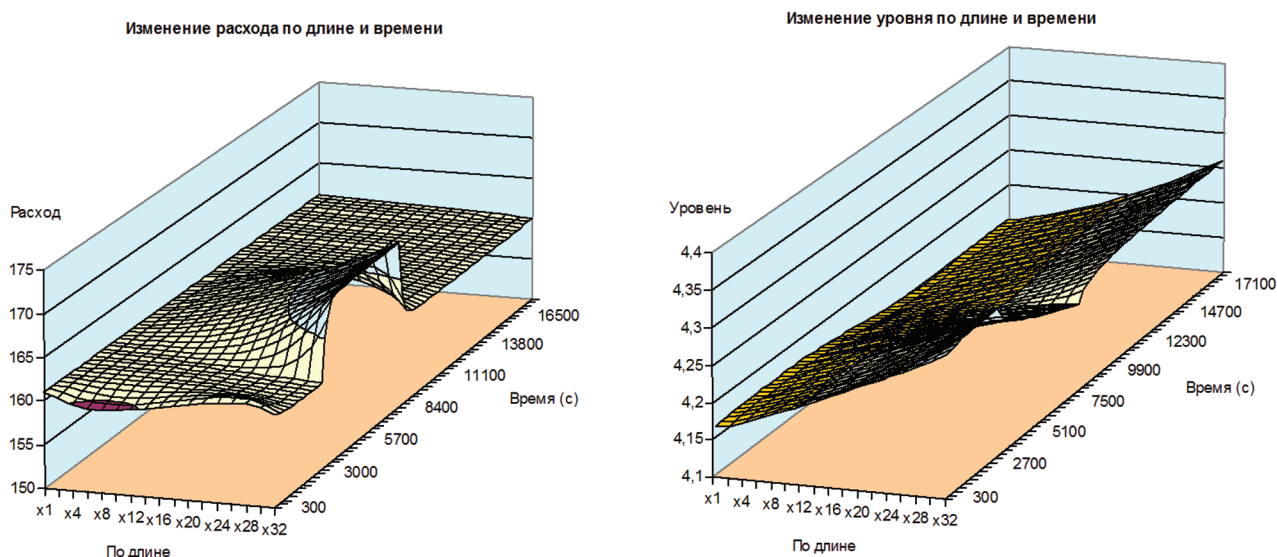 Изменение расхода по длине и времени
Расход
175
170
165
160
155
150
x1 x4 x8 x12 x16 x20 x24 x28 x32
По длине
300
3000
5700
8400
11100
13800
16500
Время (с)
Изменение уровня по длине и времени
Уровень
4,4
4,35
4,3
4,25
4,2
4,15
4,1
x1 x4 x8 x12 x16 x20 x24 x28 x32
По длине
300
2700
5100
7500
9900
12300
14700
17100
Время (с)